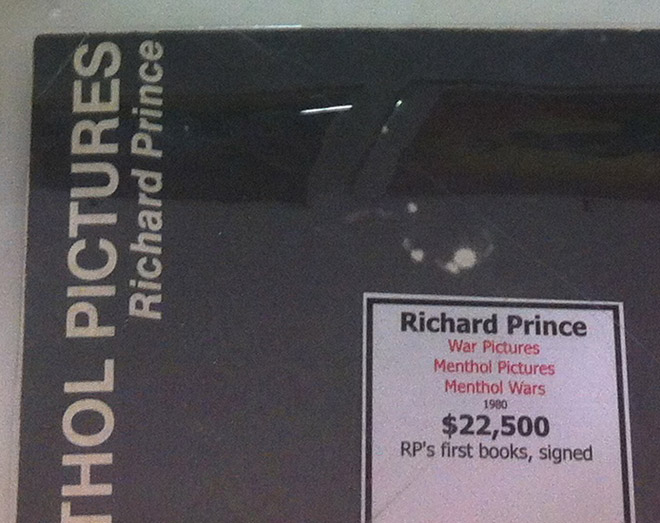 THOL PICTURES
Richard Prince
Richard Prince
War Pictures
Menthol Pictures
Menthol Wars
1980
$22,500
RP's first books, signed